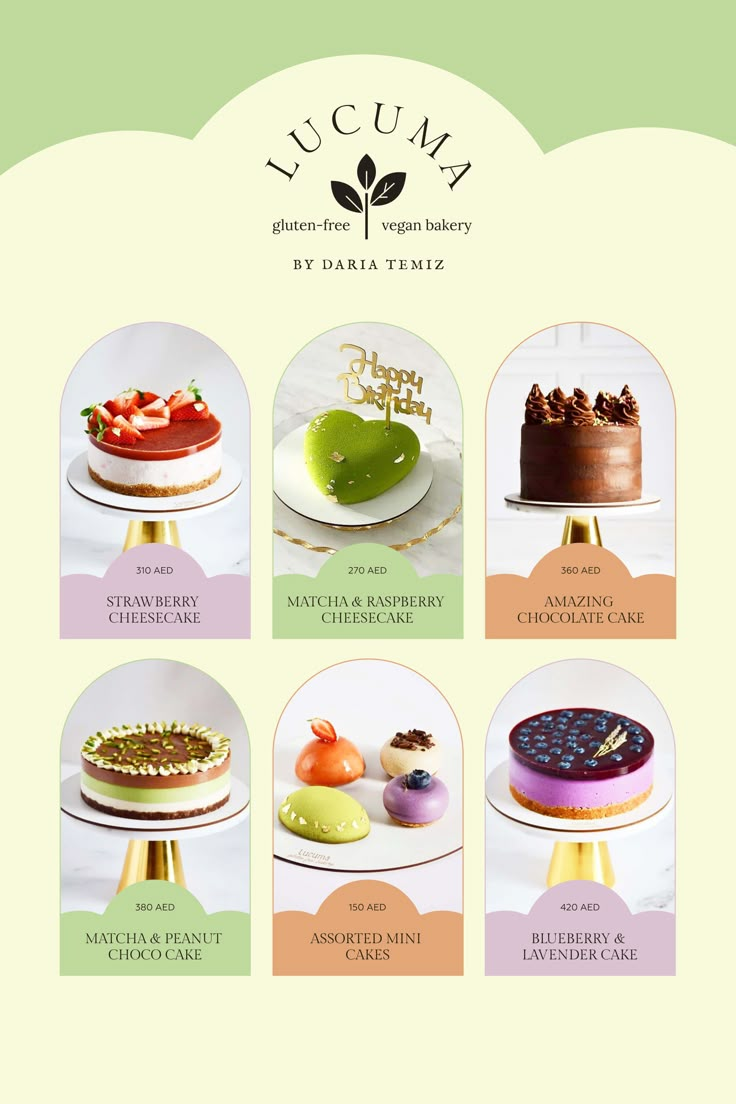 LUCUMA
gluten-free vegan bakery
BY DARIA TEMIZ
Happy
Birthday
310 AED
STRAWBERRY
CHEESECAKE
270 AED
MATCHA & RASPBERRY
CHEESECAKE
360 AED
AMAZING
CHOCOLATE CAKE
380 AED
MATCHA & PEANUT
CHOCO CAKE
Lucuma
150 AED
ASSORTED MINI
CAKES
420 AED
BLUEBERRY &
LAVENDER CAKE